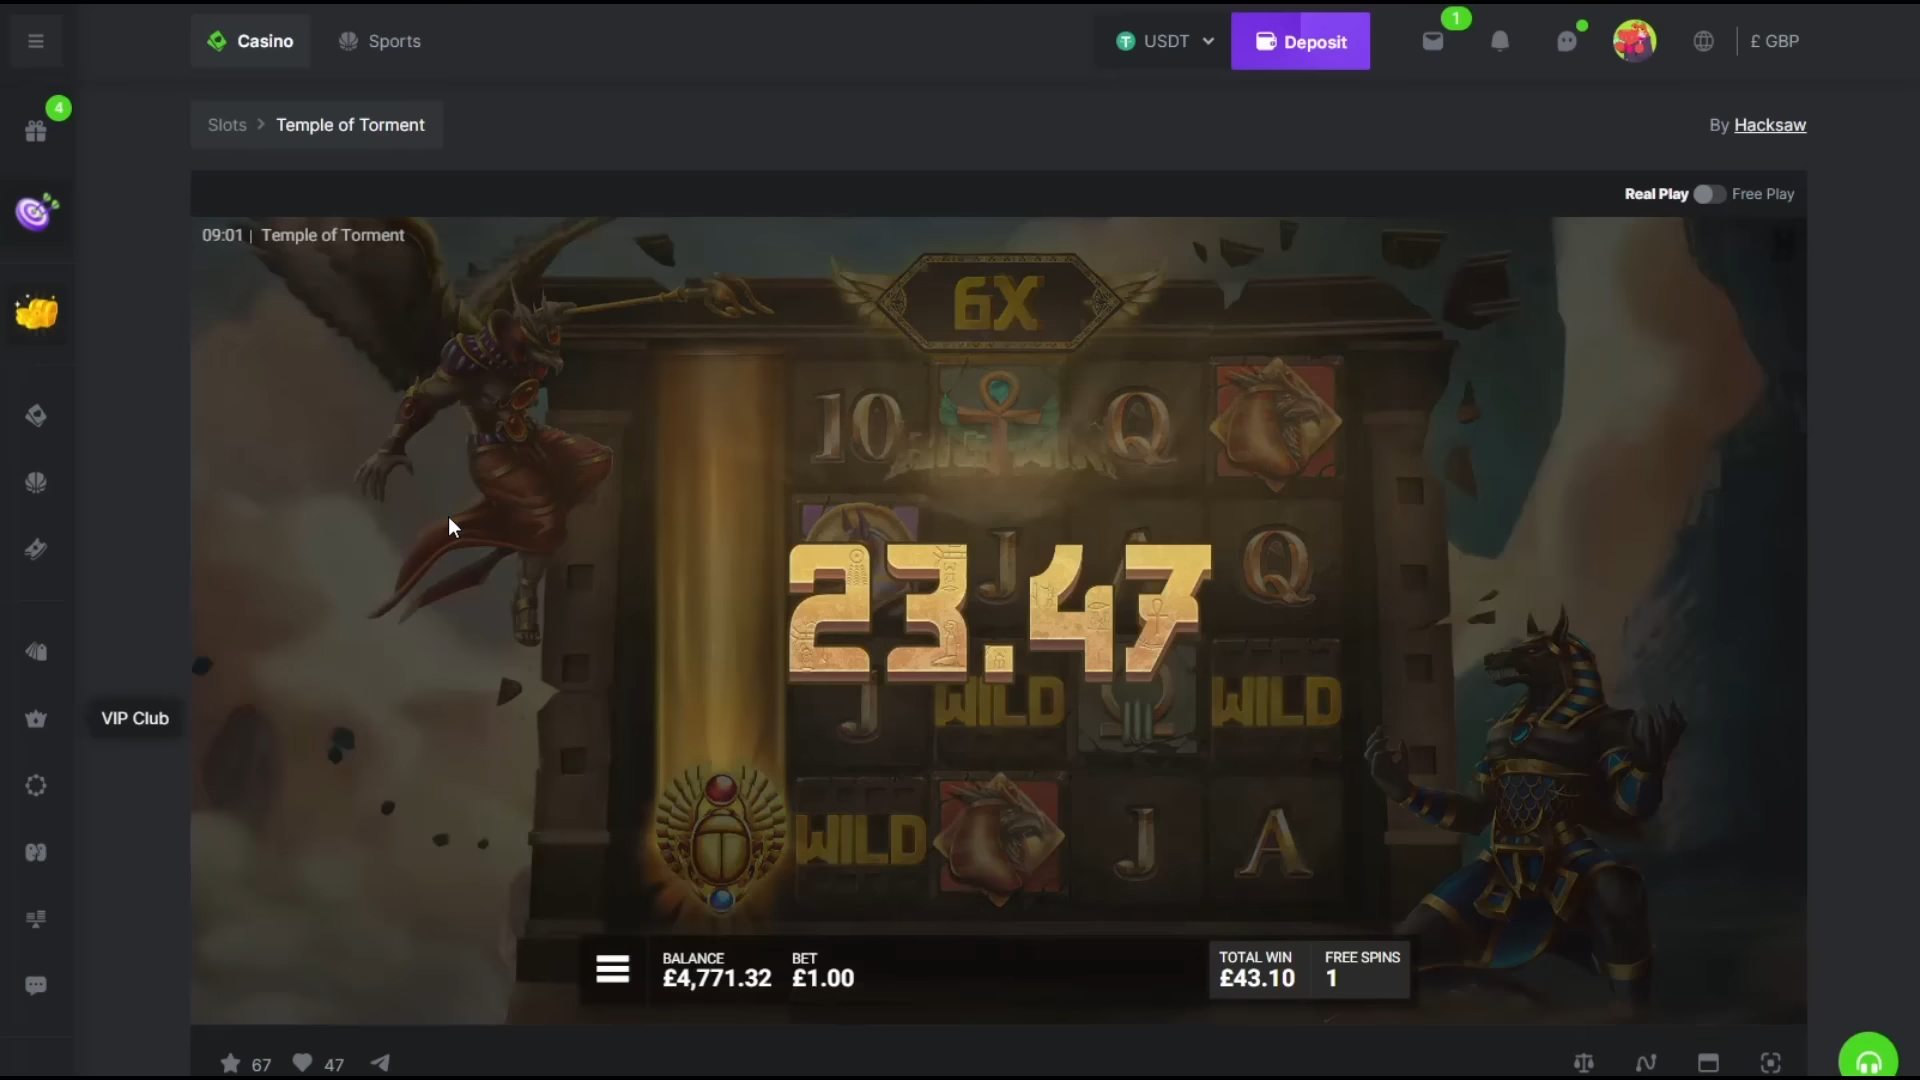 Casino
Sports
USDT
Deposit
1
£ GBP
4
Slots > Temple of Torment
By Hacksaw
Real Play
Free Play
09:01 | Temple of Torment
6X
10
Q
J
Q
23.47
J
WILD
WILD
VIP Club
WILD
J
A
BALANCE
£4,771.32
BET
£1.00
TOTAL WIN
£43.10
FREE SPINS
1
67
47